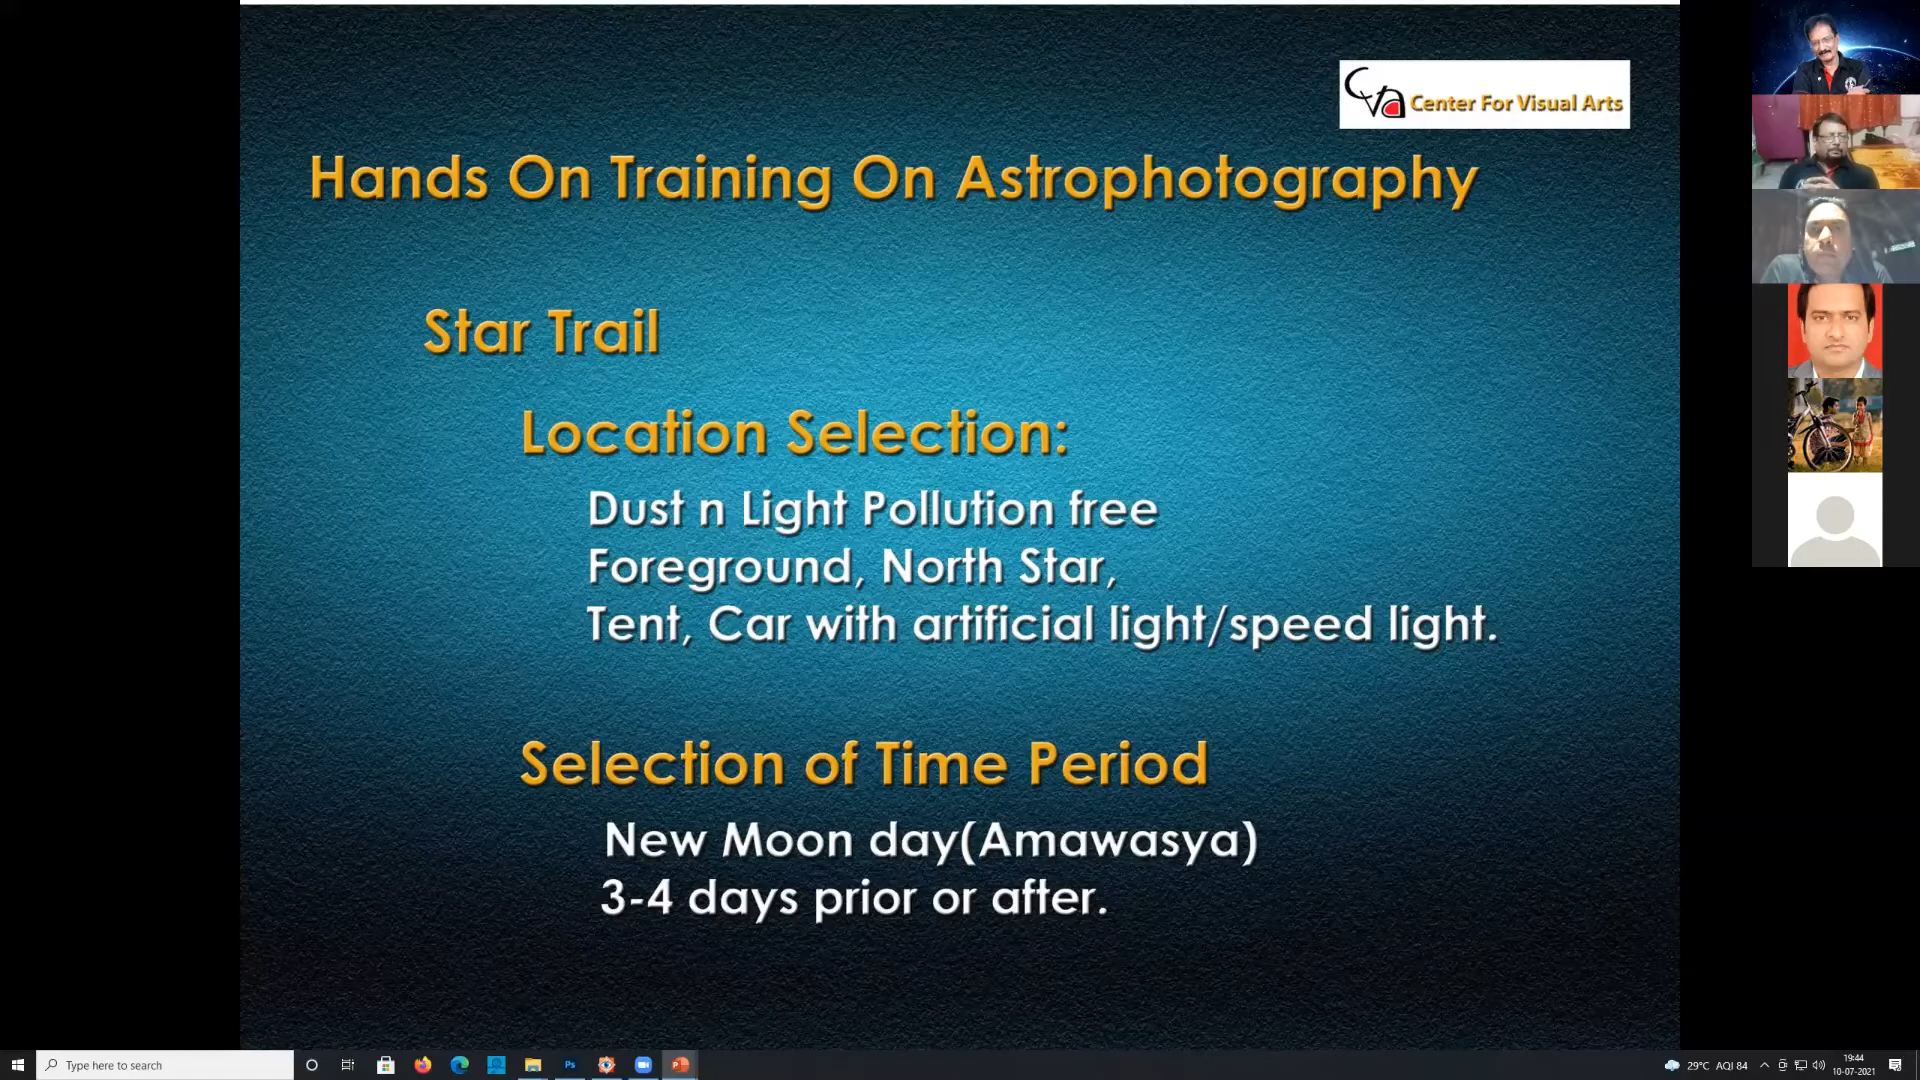 Cva Center For Visual Arts
Hands On Training On Astrophotography
Star Trail
Location Selection:
Dust n Light Pollution free
Foreground, North Star,
Tent, Car with artificial light/speed light.
Selection of Time Period
New Moon day(Amawasya)
3-4 days prior or after.
Type here to search
Ps
29°C AQI 84
19:44
10-07-2021